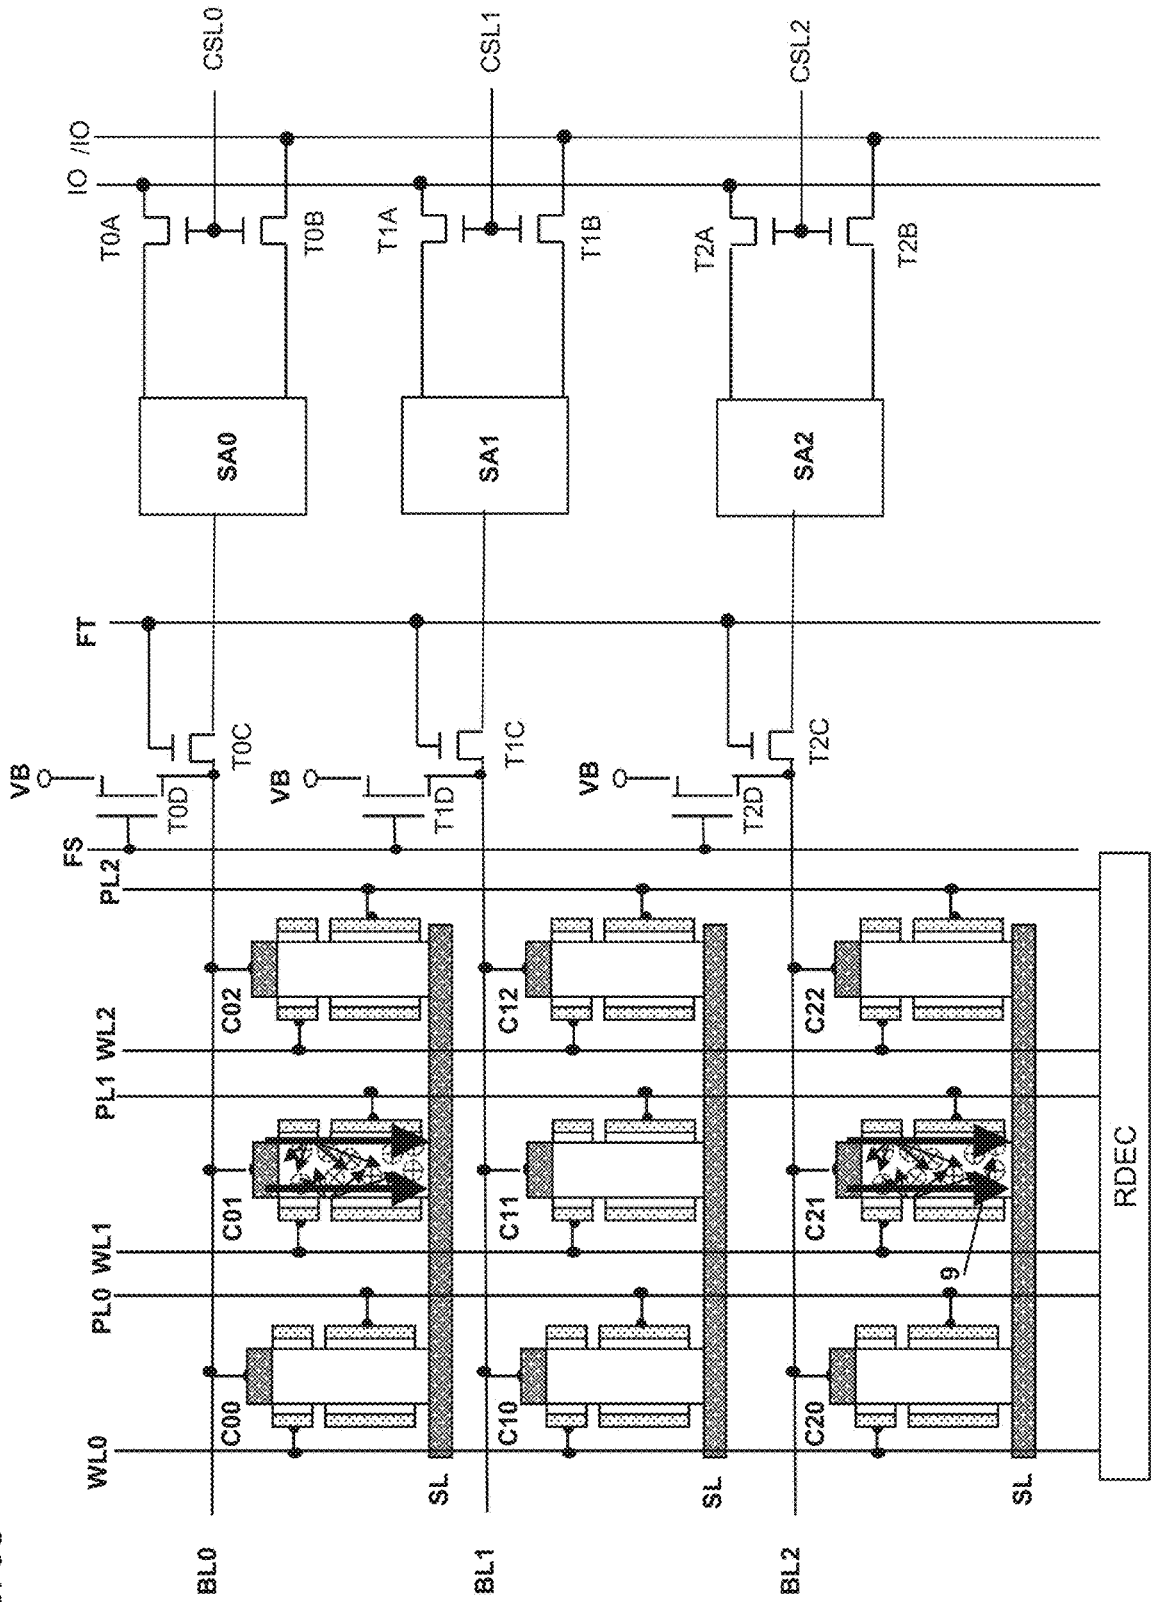 CSL0
CSL1
CSL2
IO /IO
T0A
T0B
T1A
T1B
T2A
T2B
SA0
SA1
SA2
FT
VB
T0C
T0D
VB
T1C
T1D
VB
T2C
T2D
FS
PL2
C02
C12
C22
WL2
PL1
C01
C11
C21
WL1
9
PL0
C00
C10
C20
WL0
SL
SL
SL
BL0
BL1
BL2
RDEC